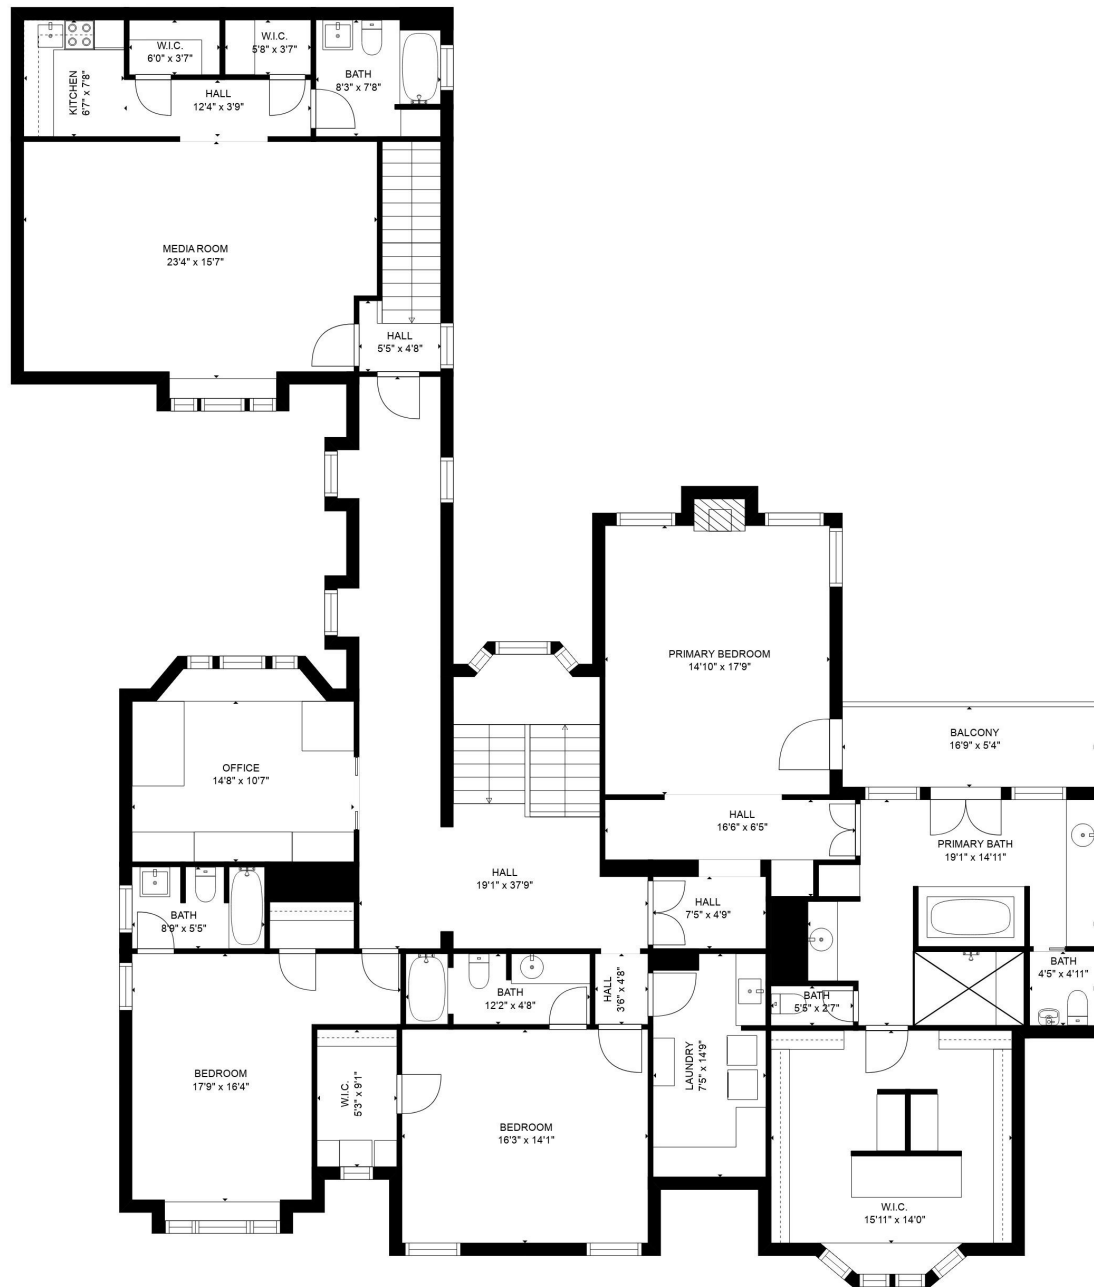 W.I.C.
6'0" x 3'7"
W.I.C.
5'8" x 3'7"
KITCHEN
6'7" x 7'8"
HALL
12'4" x 3'9"
BATH
8'3" x 7'8"
MEDIA ROOM
23'4" x 15'7"
HALL
5'5" x 4'8"
PRIMARY BEDROOM
14'10" x 17'9"
BALCONY
16'9" x 5'4"
OFFICE
14'8" x 10'7"
HALL
16'6" x 6'5"
PRIMARY BATH
19'1" x 14'11"
HALL
19'1" x 37'9"
HALL
7'5" x 4'9"
BATH
8'9" x 5'5"
BATH
12'2" x 4'8"
HALL
3'6" x 4'8"
BATH
5'5" x 2'7"
BATH
4'5" x 4'11"
BEDROOM
17'9" x 16'4"
W.I.C.
5'3" x 9'1"
BEDROOM
16'3" x 14'1"
LAUNDRY
7'5" x 14'9"
W.I.C.
15'11" x 14'0"